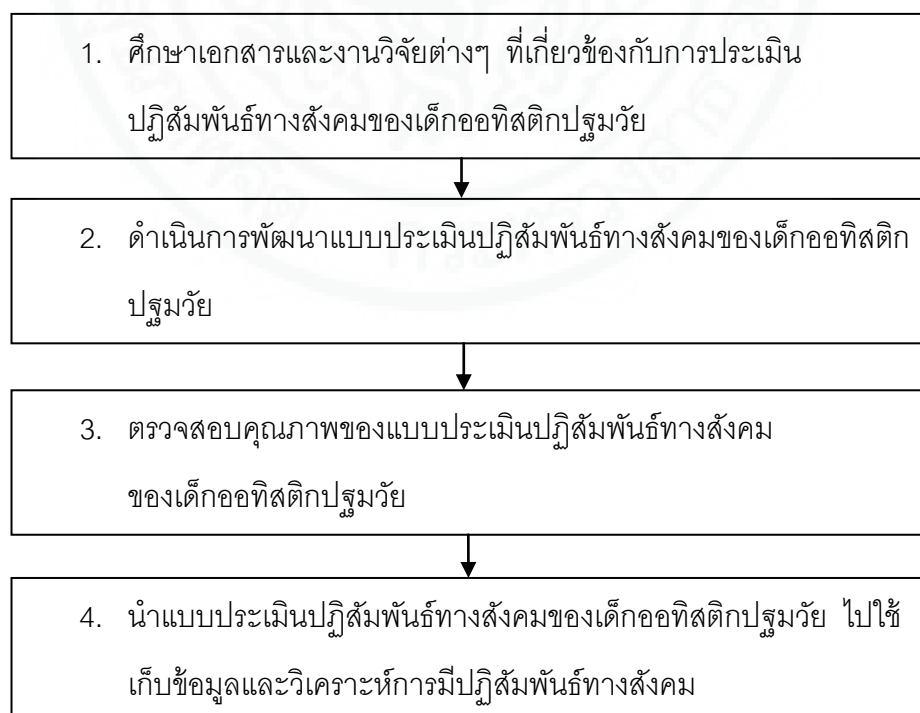 1. ศึกษาเอกสารและงานวิจัยต่างๆ ที่เกี่ยวข้องกับการประเมิน
ปฏิสัมพันธ์ทางสังคมของเด็กออทิสติกปฐมวัย
2. ดำเนินการพัฒนาแบบประเมินปฏิสัมพันธ์ทางสังคมของเด็กออทิสติก
ปฐมวัย
3. ตรวจสอบคุณภาพของแบบประเมินปฏิสัมพันธ์ทางสังคม
ของเด็กออทิสติกปฐมวัย
4. นำแบบประเมินปฏิสัมพันธ์ทางสังคมของเด็กออทิสติกปฐมวัย ไปใช้
เก็บข้อมูลและวิเคราะห์การมีปฏิสัมพันธ์ทางสังคม